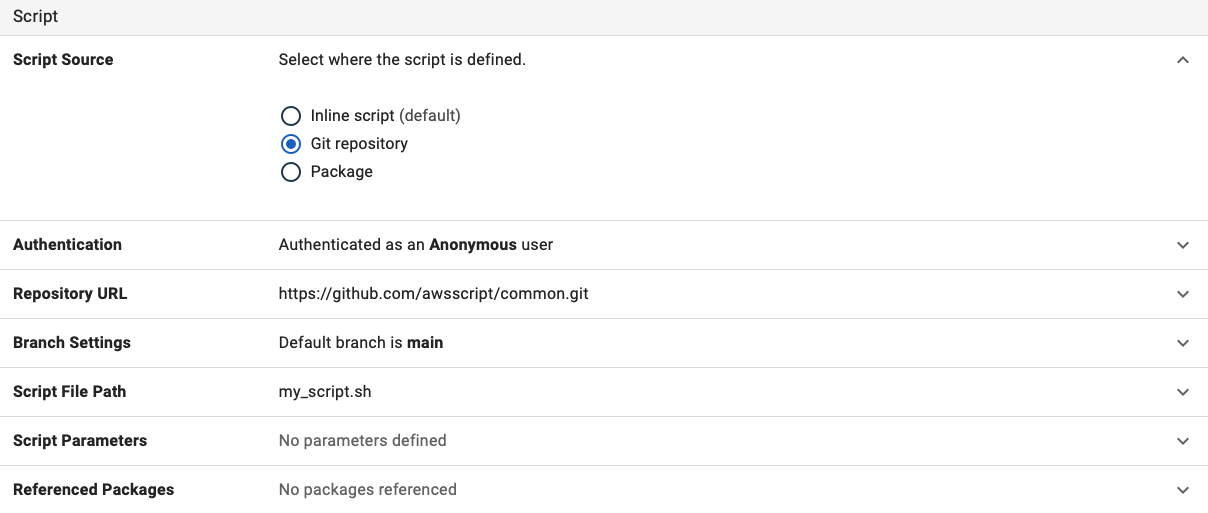 Script
Script Source Select where the script is defined.
Inline script (default)
Git repository
Package
Authentication Authenticated as an Anonymous user
Repository URL https://github.com/awsscript/common.git
Branch Settings Default branch is main
Script File Path my_script.sh
Script Parameters No parameters defined
Referenced Packages No packages referenced